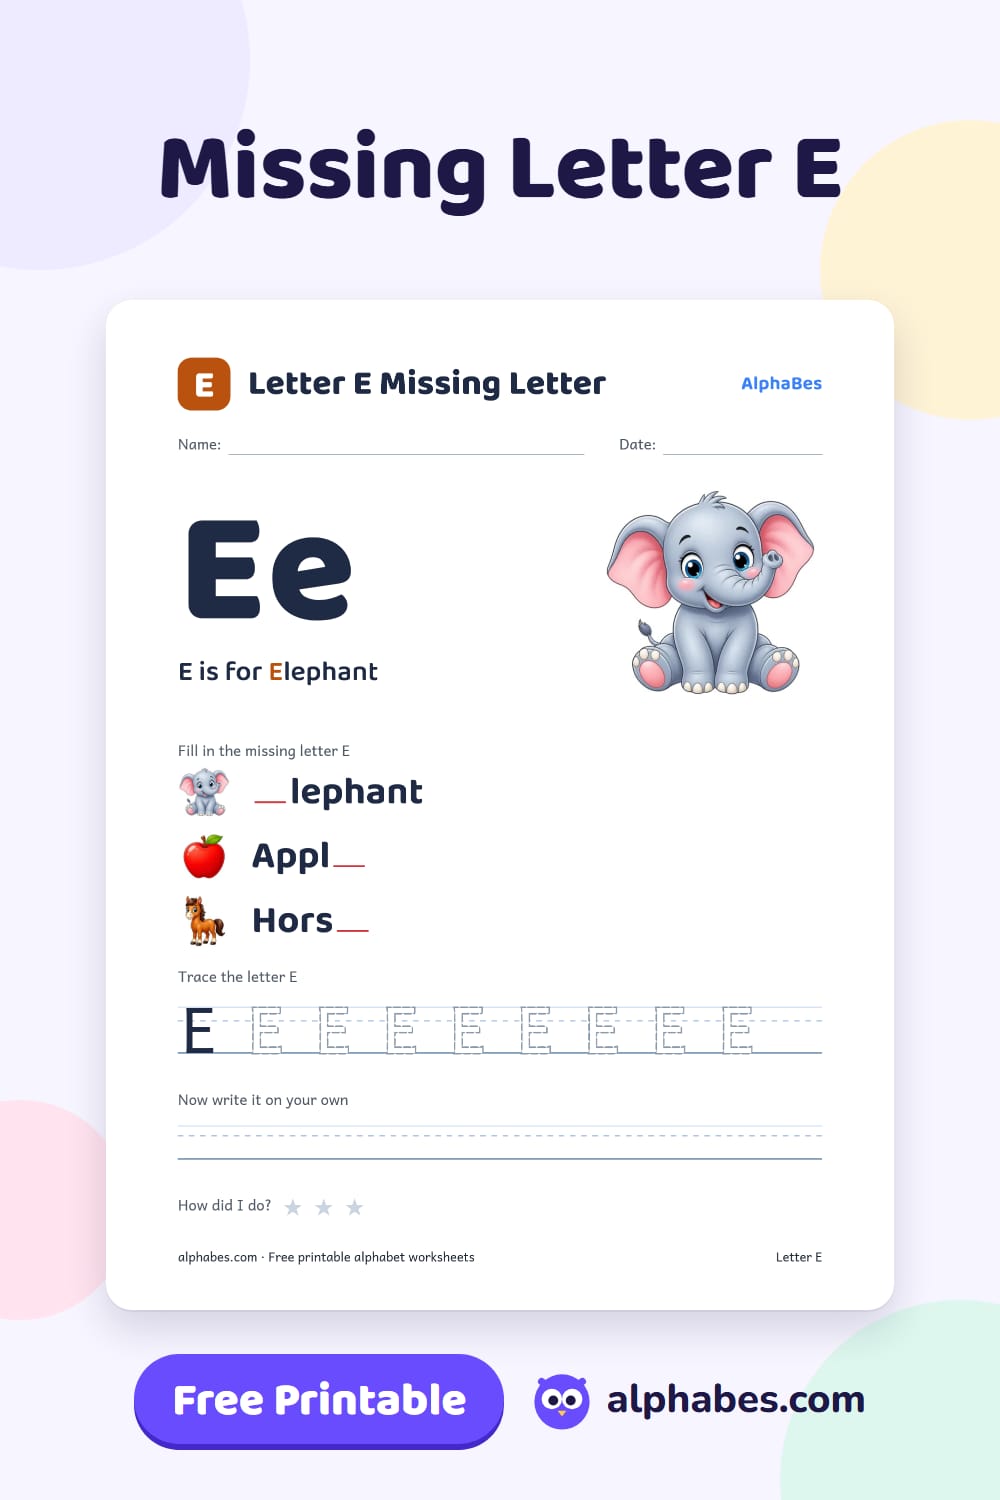 Missing Letter E
E Letter E Missing Letter AlphaBes
Name: Date:
Ee
E is for Elephant
Fill in the missing letter E
__lephant
Appl__
Hors__
Trace the letter E
E E E E E E E E E
Now write it on your own
How did I do?
alphabes.com · Free printable alphabet worksheets Letter E
Free Printable alphabes.com